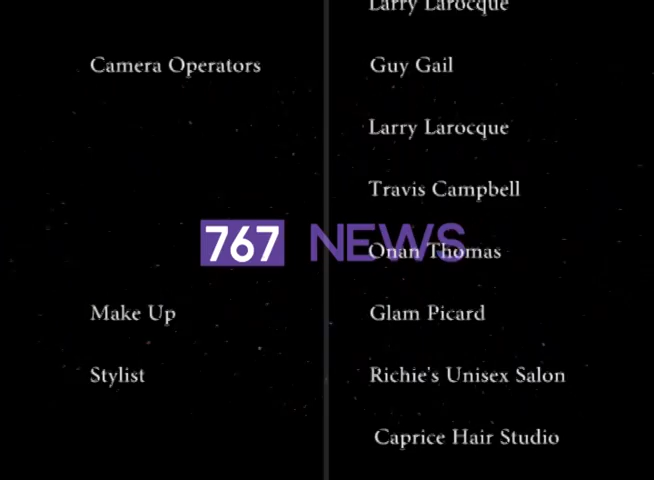 Larry Larocque
Camera Operators Guy Gail
Larry Larocque
Travis Campbell
767 NEWS
Onan Thomas
Make Up Glam Picard
Stylist Richie's Unisex Salon
Caprice Hair Studio